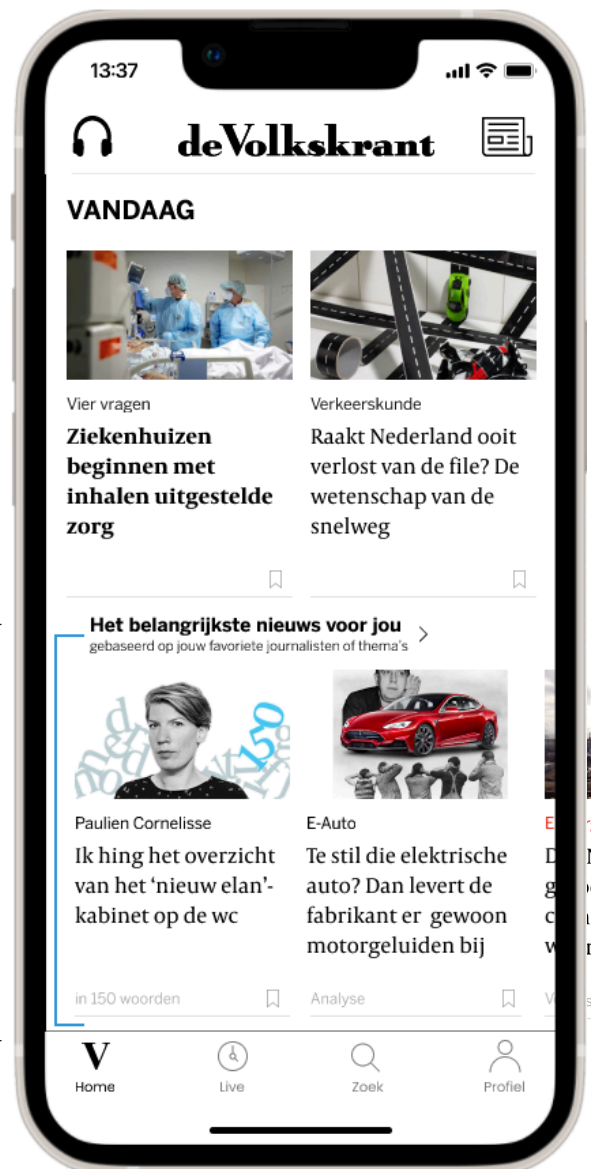 13:37
deVolkskrant
VANDAAG
Vier vragen
Ziekenhuizen
beginnen met
inhalen uitgestelde
zorg
Verkeerskunde
Raakt Nederland ooit
verlost van de file? De
wetenschap van de
snelweg
Het belangrijkste nieuws voor jou
gebaseerd op jouw favoriete journalisten of thema's
150
Paulien Cornelisse
Ik hing het overzicht
van het ‘nieuw elan’-
kabinet op de wc
in 150 woorden
E-Auto
Te stil die elektrische
auto? Dan levert de
fabrikant er gewoon
motorgeluiden bij
Analyse
V
Home
Live
Zoek
Profiel